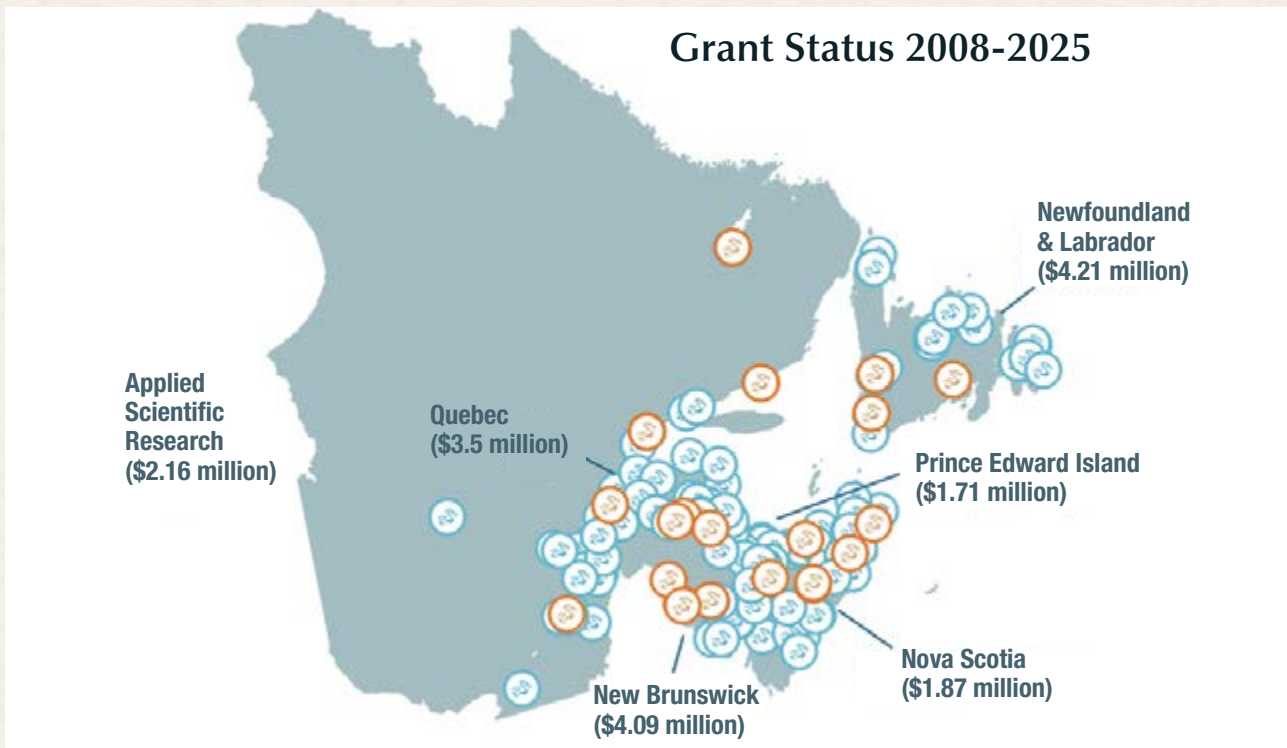 Grant Status 2008-2025
Newfoundland
& Labrador
($4.21 million)
Applied
Scientific
Research
($2.16 million)
Quebec
($3.5 million)
Prince Edward Island
($1.71 million)
Nova Scotia
($1.87 million)
New Brunswick
($4.09 million)